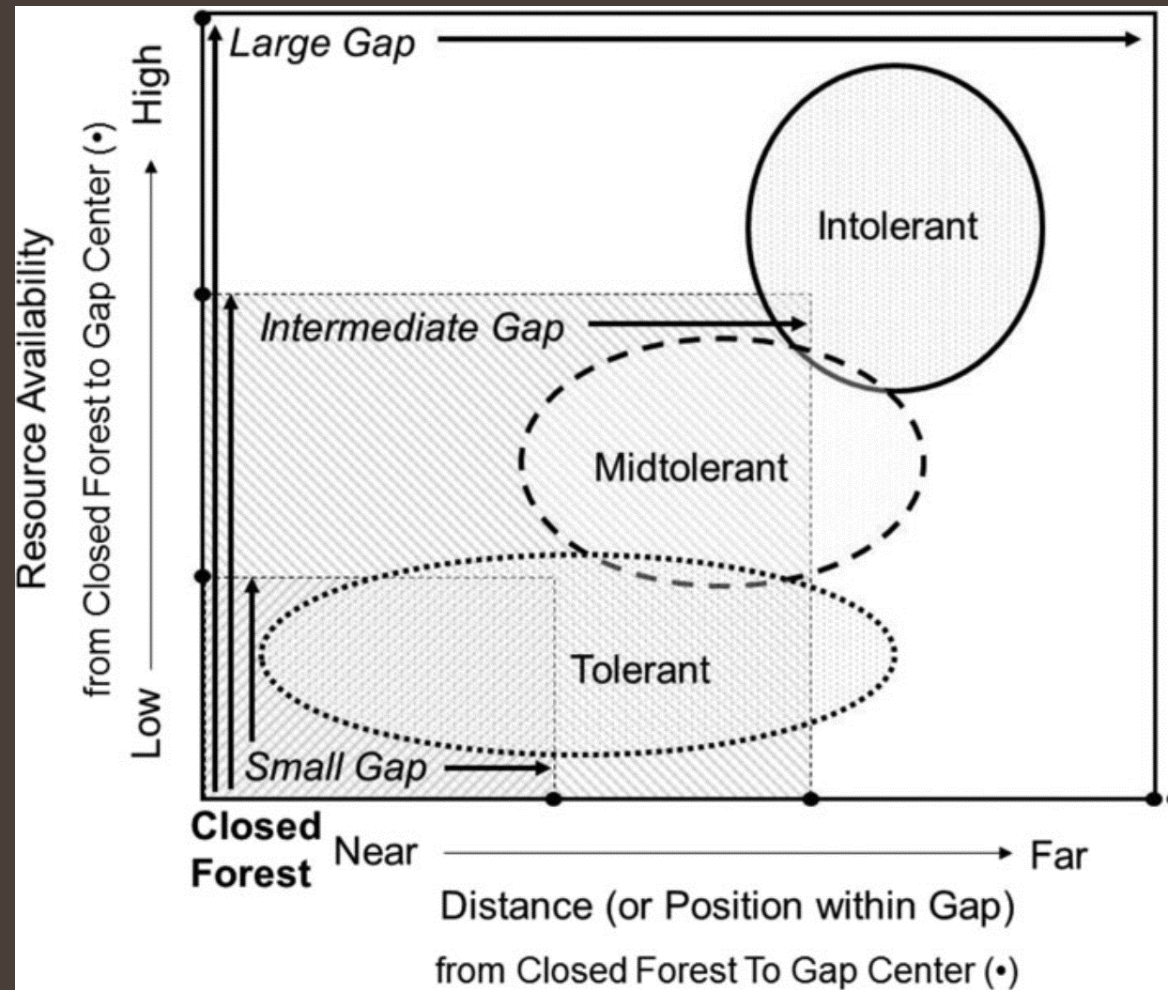 Large Gap
High
Intolerant
Intermediate Gap
Midtolerant
Tolerant
Small Gap
Low
Resource Availability
from Closed Forest to Gap Center (•)
Closed
Forest
Near
Far
Distance (or Position within Gap)
from Closed Forest To Gap Center (•)